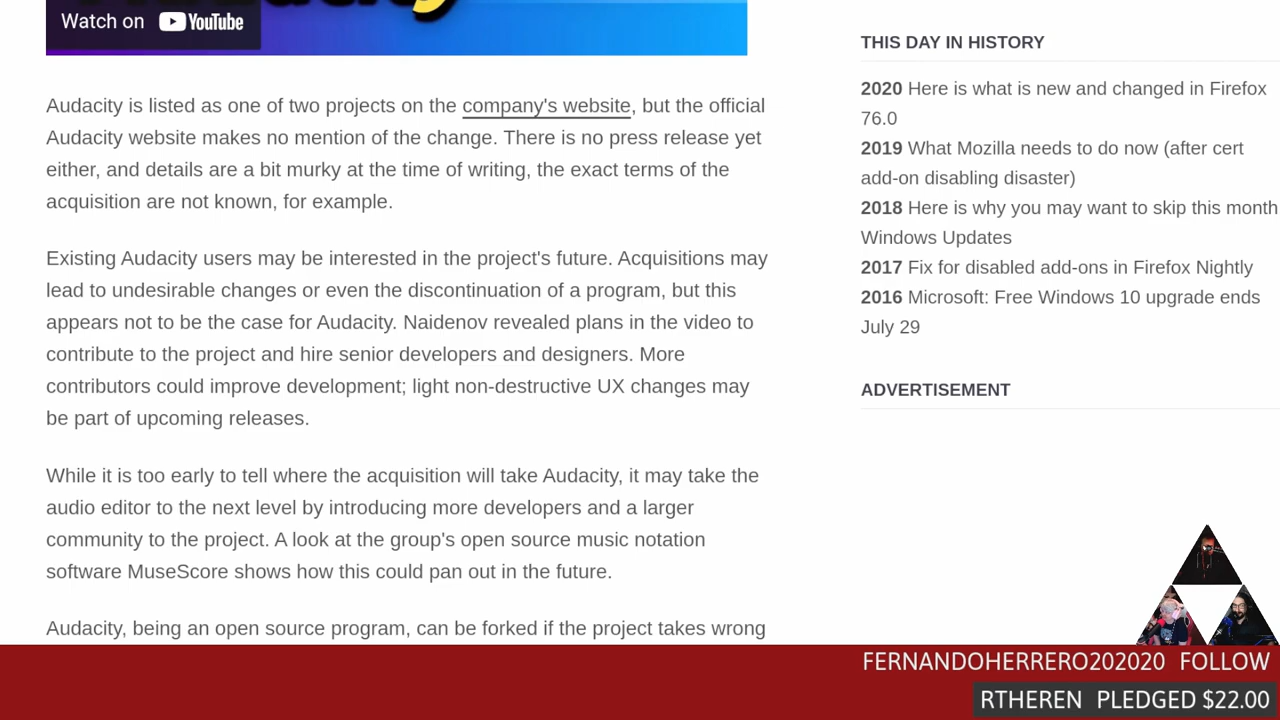 Watch on YouTube
Audacity is listed as one of two projects on the company's website, but the official
Audacity website makes no mention of the change. There is no press release yet
either, and details are a bit murky at the time of writing, the exact terms of the
acquisition are not known, for example.
Existing Audacity users may be interested in the project's future. Acquisitions may
lead to undesirable changes or even the discontinuation of a program, but this
appears not to be the case for Audacity. Naidenov revealed plans in the video to
contribute to the project and hire senior developers and designers. More
contributors could improve development; light non-destructive UX changes may
be part of upcoming releases.
While it is too early to tell where the acquisition will take Audacity, it may take the
audio editor to the next level by introducing more developers and a larger
community to the project. A look at the group's open source music notation
software MuseScore shows how this could pan out in the future.
Audacity, being an open source program, can be forked if the project takes wrong
THIS DAY IN HISTORY
2020 Here is what is new and changed in Firefox
76.0
2019 What Mozilla needs to do now (after cert
add-on disabling disaster)
2018 Here is why you may want to skip this month
Windows Updates
2017 Fix for disabled add-ons in Firefox Nightly
2016 Microsoft: Free Windows 10 upgrade ends
July 29
ADVERTISEMENT
FERNANDOHERRERO202020 FOLLOW
RTHEREN PLEDGED $22.00